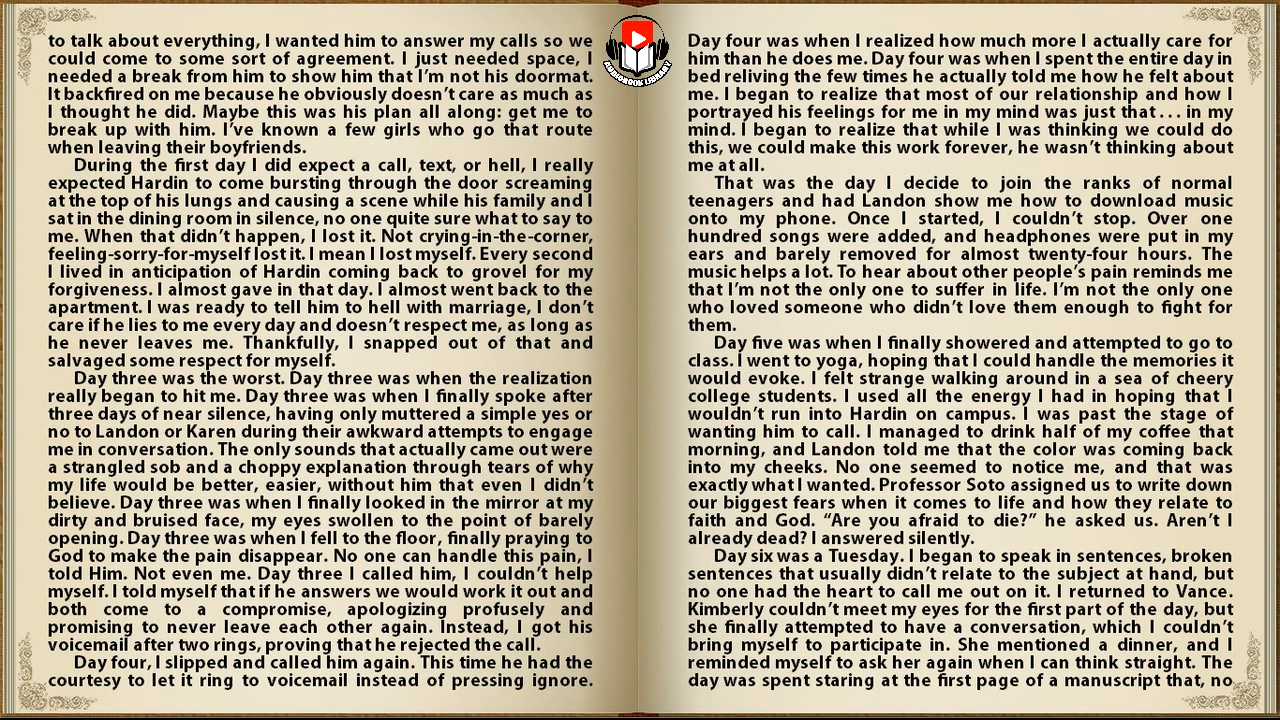 to talk about everything, I wanted him to answer my calls so we
could come to some sort of agreement. I just needed space, I
needed a break from him to show him that I'm not his doormat.
It backfired on me because he obviously doesn't care as much as
I thought he did. Maybe this was his plan all along: get me to
break up with him. I've known a few girls who go that route
when leaving their boyfriends.
During the first day I did expect a call, text, or hell, I really
expected Hardin to come bursting through the door screaming
at the top of his lungs and causing a scene while his family and I
sat in the dining room in silence, no one quite sure what to say to
me. When that didn't happen, I lost it. Not crying-in-the-corner,
feeling-sorry-for-myself lost it. I mean I lost myself. Every second
I lived in anticipation of Hardin coming back to grovel for my
forgiveness. I almost gave in that day. I almost went back to the
apartment. I was ready to tell him to hell with marriage, I don't
care if he lies to me every day and doesn't respect me, as long as
he never leaves me. Thankfully, I snapped out of that and
salvaged some respect for myself.
Day three was the worst. Day three was when the realization
really began to hit me. Day three was when I finally spoke after
three days of near silence, having only muttered a simple yes or
no to Landon or Karen during their awkward attempts to engage
me in conversation. The only sounds that actually came out were
a strangled sob and a choppy explanation through tears of why
my life would be better, easier, without him that even I didn't
believe. Day three was when I finally looked in the mirror at my
dirty and bruised face, my eyes swollen to the point of barely
opening. Day three was when I fell to the floor, finally praying to
God to make the pain disappear. No one can handle this pain, I
told Him. Not even me. Day three I called him, I couldn't help
myself. I told myself that if he answers we would work it out and
both come to a compromise, apologizing profusely and
promising to never leave each other again. Instead, I got his
voicemail after two rings, proving that he rejected the call.
Day four, I slipped and called him again. This time he had the
courtesy to let it ring to voicemail instead of pressing ignore.
AUDIOBOOK LIBRARY
Day four was when I realized how much more I actually care for
him than he does me. Day four was when I spent the entire day in
bed reliving the few times he actually told me how he felt about
me. I began to realize that most of our relationship and how I
portrayed his feelings for me in my mind was just that . . . in my
mind. I began to realize that while I was thinking we could do
this, we could make this work forever, he wasn't thinking about
me at all.
That was the day I decide to join the ranks of normal
teenagers and had Landon show me how to download music
onto my phone. Once I started, I couldn't stop. Over one
hundred songs were added, and headphones were put in my
ears and barely removed for almost twenty-four hours. The
music helps a lot. To hear about other people's pain reminds me
that I'm not the only one to suffer in life. I'm not the only one
who loved someone who didn't love them enough to fight for
them.
Day five was when I finally showered and attempted to go to
class. I went to yoga, hoping that I could handle the memories it
would evoke. I felt strange walking around in a sea of cheery
college students. I used all the energy I had in hoping that I
wouldn't run into Hardin on campus. I was past the stage of
wanting him to call. I managed to drink half of my coffee that
morning, and Landon told me that the color was coming back
into my cheeks. No one seemed to notice me, and that was
exactly what I wanted. Professor Soto assigned us to write down
our biggest fears when it comes to life and how they relate to
faith and God. “Are you afraid to die?” he asked us. Aren't I
already dead? I answered silently.
Day six was a Tuesday. I began to speak in sentences, broken
sentences that usually didn't relate to the subject at hand, but
no one had the heart to call me out on it. I returned to Vance.
Kimberly couldn't meet my eyes for the first part of the day, but
she finally attempted to have a conversation, which I couldn't
bring myself to participate in. She mentioned a dinner, and I
reminded myself to ask her again when I can think straight. The
day was spent staring at the first page of a manuscript that, no